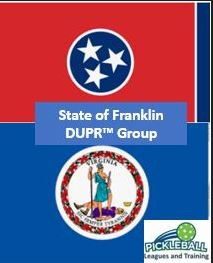 State of Franklin
DUPR™ Group
VIRGINIA
SIC SEMPER TYRANNIS
PICKLEBALL
Leagues and Training